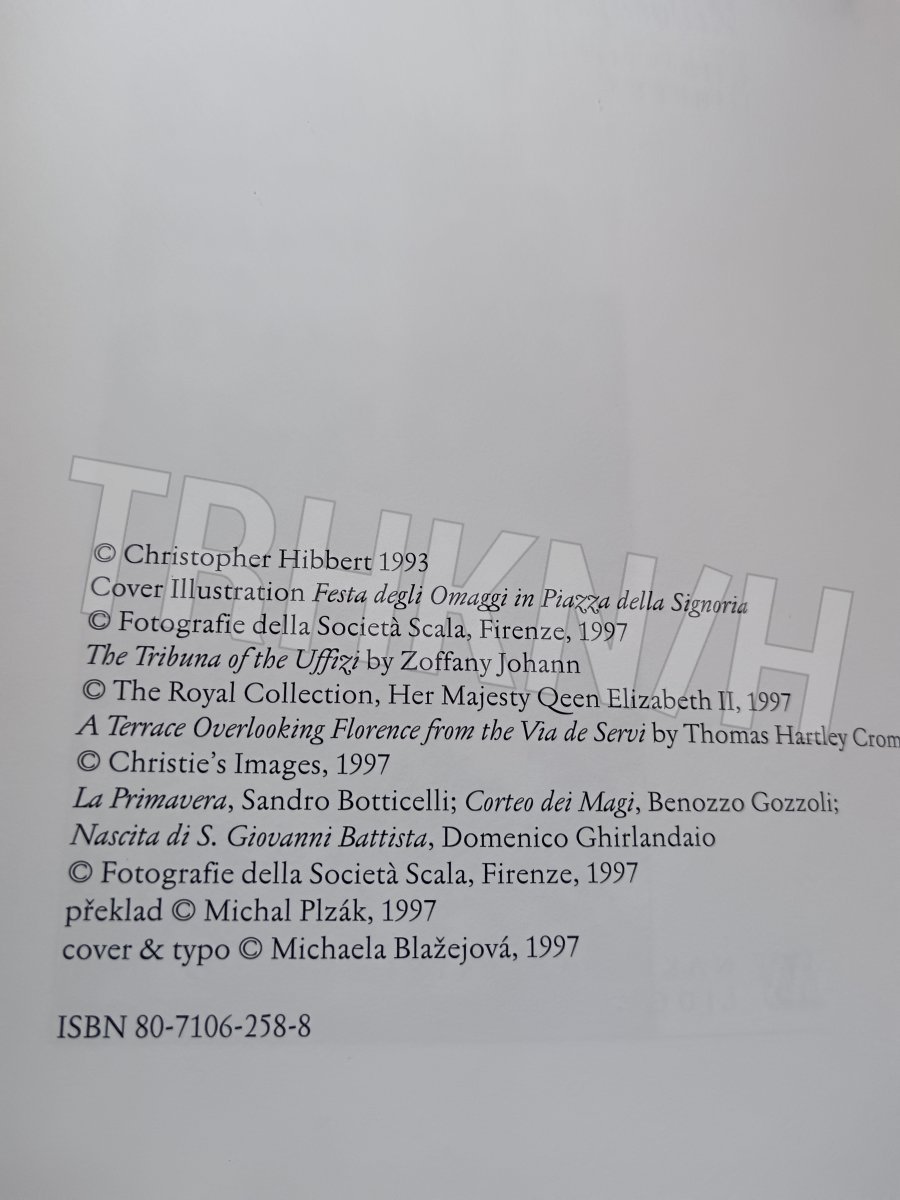 TRHKNIH
© Christopher Hibbert 1993
Cover Illustration Festa degli Omaggi in Piazza della Signoria
© Fotografie della Società Scala, Firenze, 1997
The Tribuna of the Uffizi by Zoffany Johann
© The Royal Collection, Her Majesty Qeen Elizabeth II, 1997
A Terrace Overlooking Florence from the Via de Servi by Thomas Hartley Crom
© Christie's Images, 1997
La Primavera, Sandro Botticelli; Corteo dei Magi, Benozzo Gozzoli;
Nascita di S. Giovanni Battista, Domenico Ghirlandaio
© Fotografie della Società Scala, Firenze, 1997
překlad © Michal Plzák, 1997
cover & typo © Michaela Blažejová, 1997
ISBN 80-7106-258-8